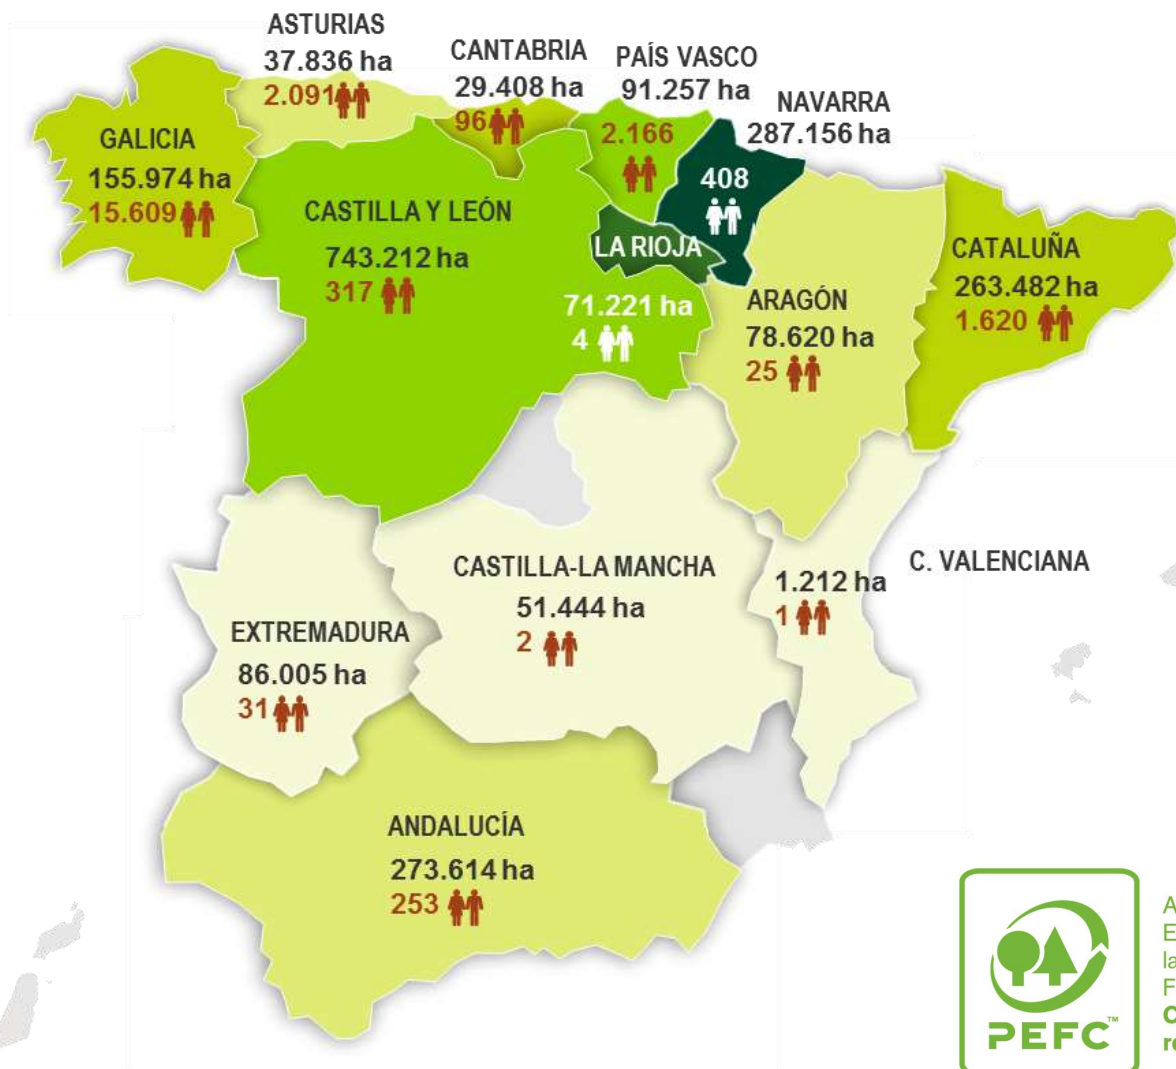 ASTURIAS
37.836 ha
2.091
CANTABRIA
29.408 ha
96
PAÍS VASCO
91.257 ha
2.166
NAVARRA
287.156 ha
408
GALICIA
155.974 ha
15.609
CASTILLA Y LEÓN
743.212 ha
317
LA RIOJA
71.221 ha
4
ARAGÓN
78.620 ha
25
CATALUÑA
263.482 ha
1.620
CASTILLA-LA MANCHA
51.444 ha
2
C. VALENCIANA
1.212 ha
1
EXTREMADURA
86.005 ha
31
ANDALUCÍA
273.614 ha
253
PEFC™
la